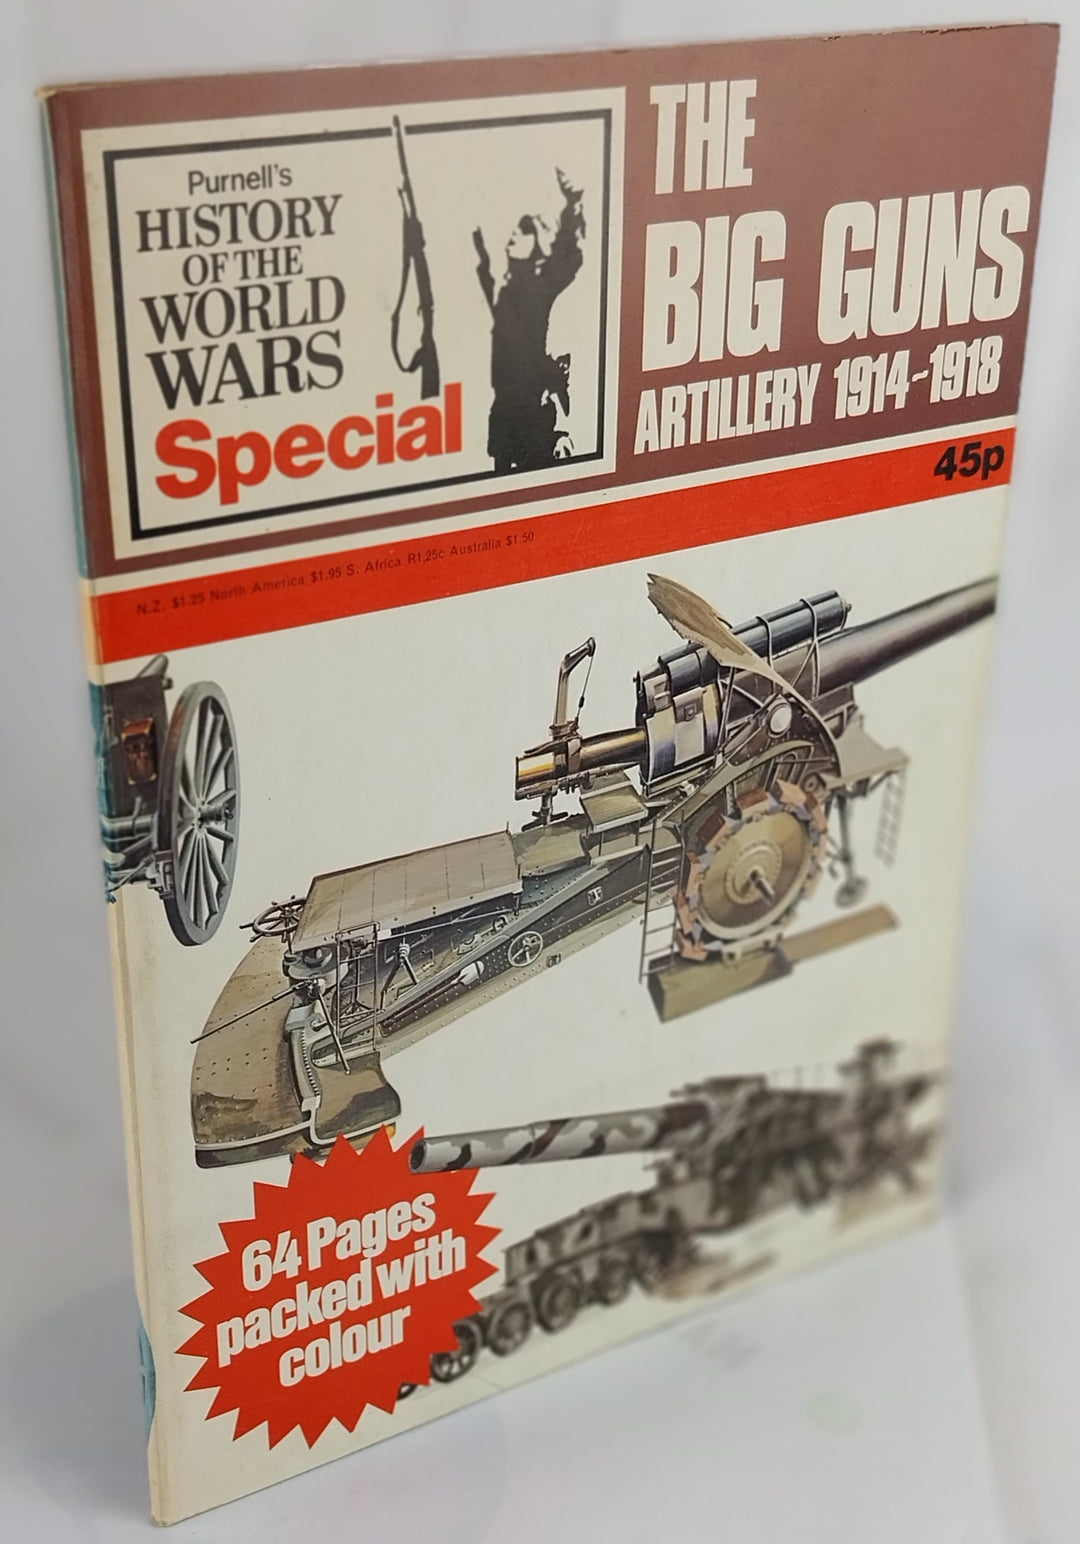 Purnell's
HISTORY
OF THE
WORLD
WARS
Special
THE
BIG GUNS
ARTILLERY 1914-1918
45p
N.Z. $1.25 North America $1.95 S. Africa R1,25c Australia $1.50
64 Pages
packed with
colour